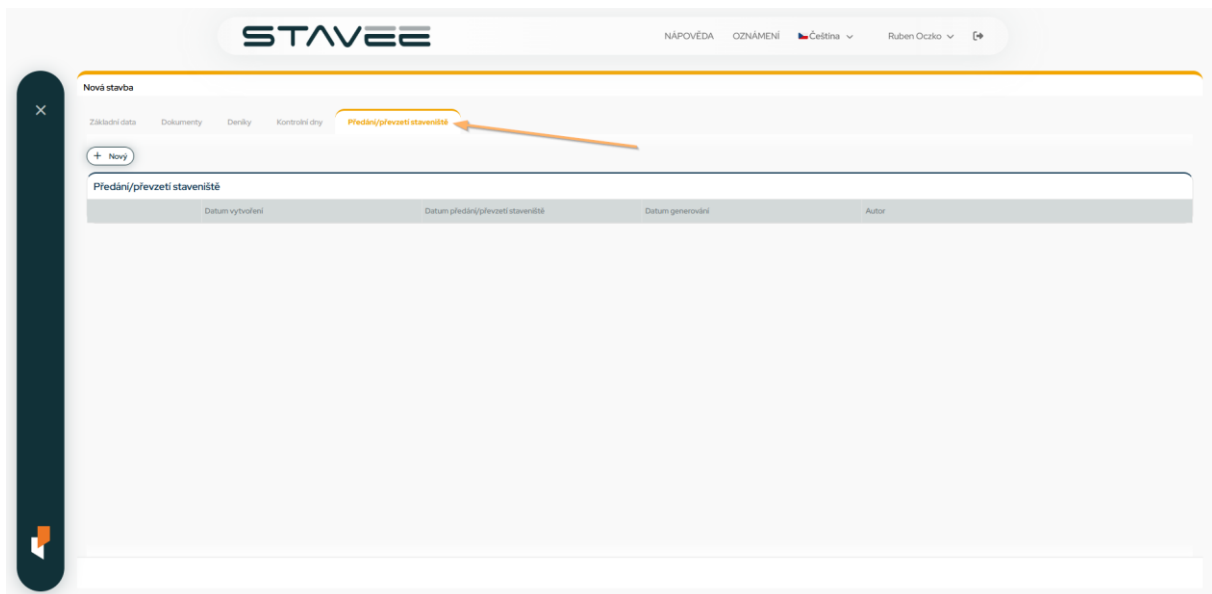 STAVEE
NÁPOVĚDA OZNÁMENÍ Čeština Ruben Oczko
Nová stavba
Základní data Dokumenty Deníky Kontrolní dny Předání/převzetí staveniště
+ Nový
Předání/převzetí staveniště
Datum vytvoření Datum předání/převzetí staveniště Datum generování Autor